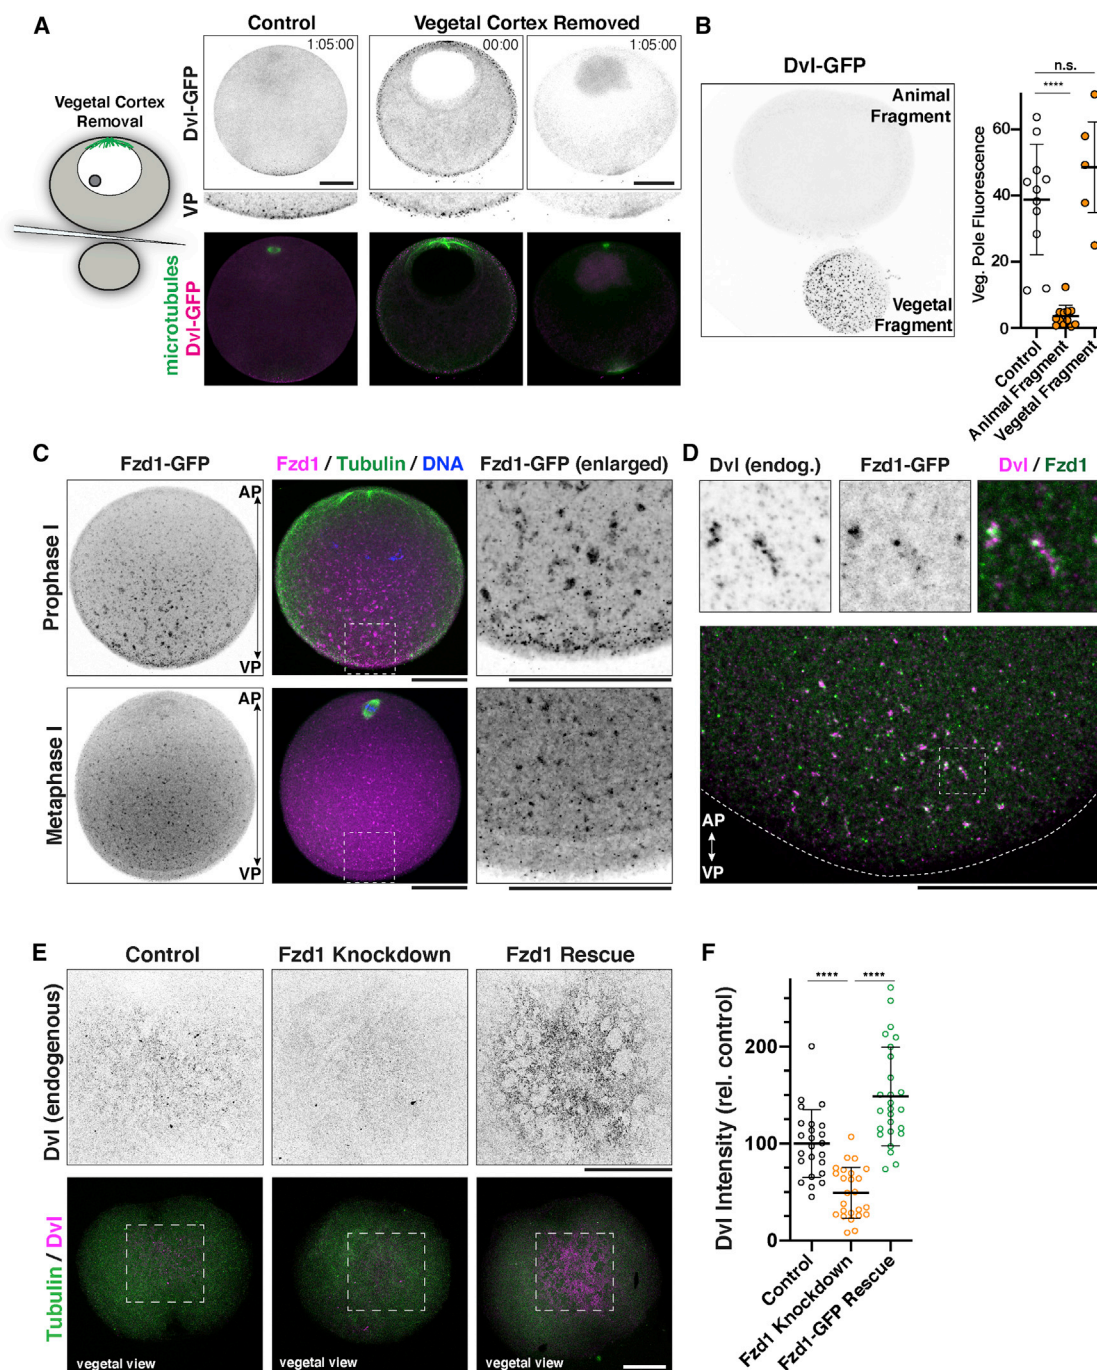 A
Control
Vegetal Cortex Removed
Vegetal Cortex
Removal
Dvl-GFP
1:05:00
00:00
1:05:00
VP
microtubules
Dvl-GFP
B
Dvl-GFP
Animal
Fragment
Vegetal
Fragment
n.s.
****
Veg. Pole Fluorescence
60
40
20
0
Control
Animal Fragment
Vegetal Fragment
C
Fzd1-GFP
Fzd1 / Tubulin / DNA
Fzd1-GFP (enlarged)
Prophase I
AP
VP
Metaphase I
AP
VP
D
Dvl (endog.)
Fzd1-GFP
Dvl / Fzd1
AP
VP
E
Control
Fzd1 Knockdown
Fzd1 Rescue
Dvl (endogenous)
Tubulin / Dvl
vegetal view
vegetal view
vegetal view
F
****
****
Dvl Intensity (rel. control)
200
100
0
Control
Fzd1 Knockdown
Fzd1-GFP Rescue